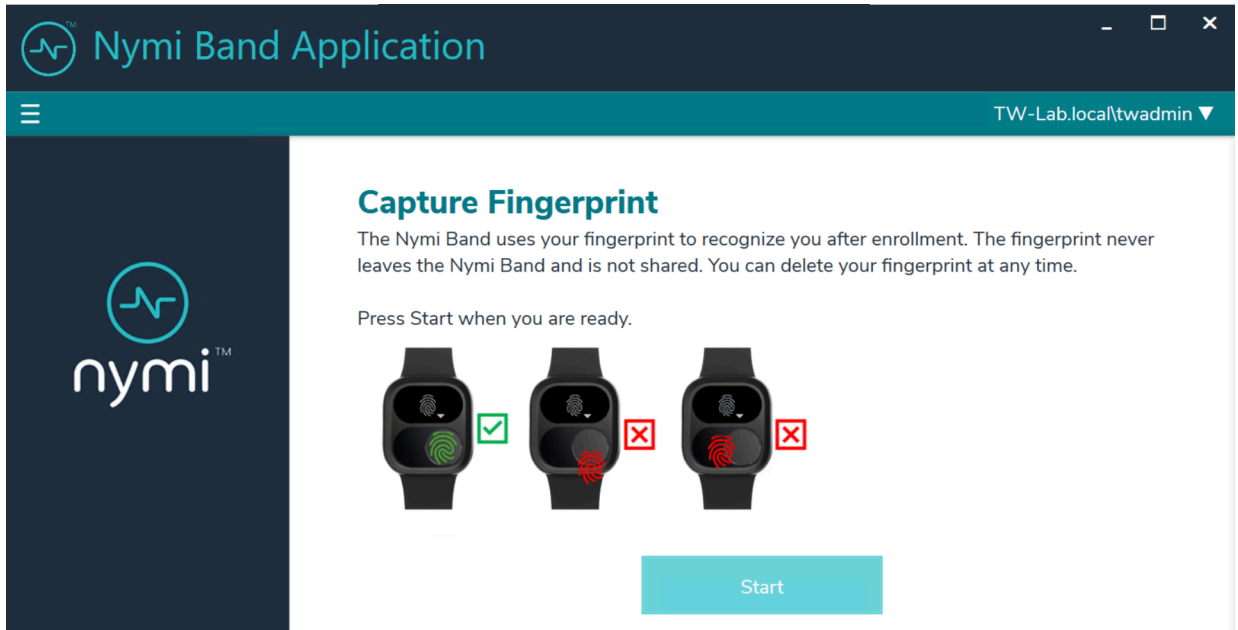 Nymi Band Application
TW-Lab.local\twadmin
nymi™
Capture Fingerprint
The Nymi Band uses your fingerprint to recognize you after enrollment. The fingerprint never
leaves the Nymi Band and is not shared. You can delete your fingerprint at any time.
Press Start when you are ready.
Start